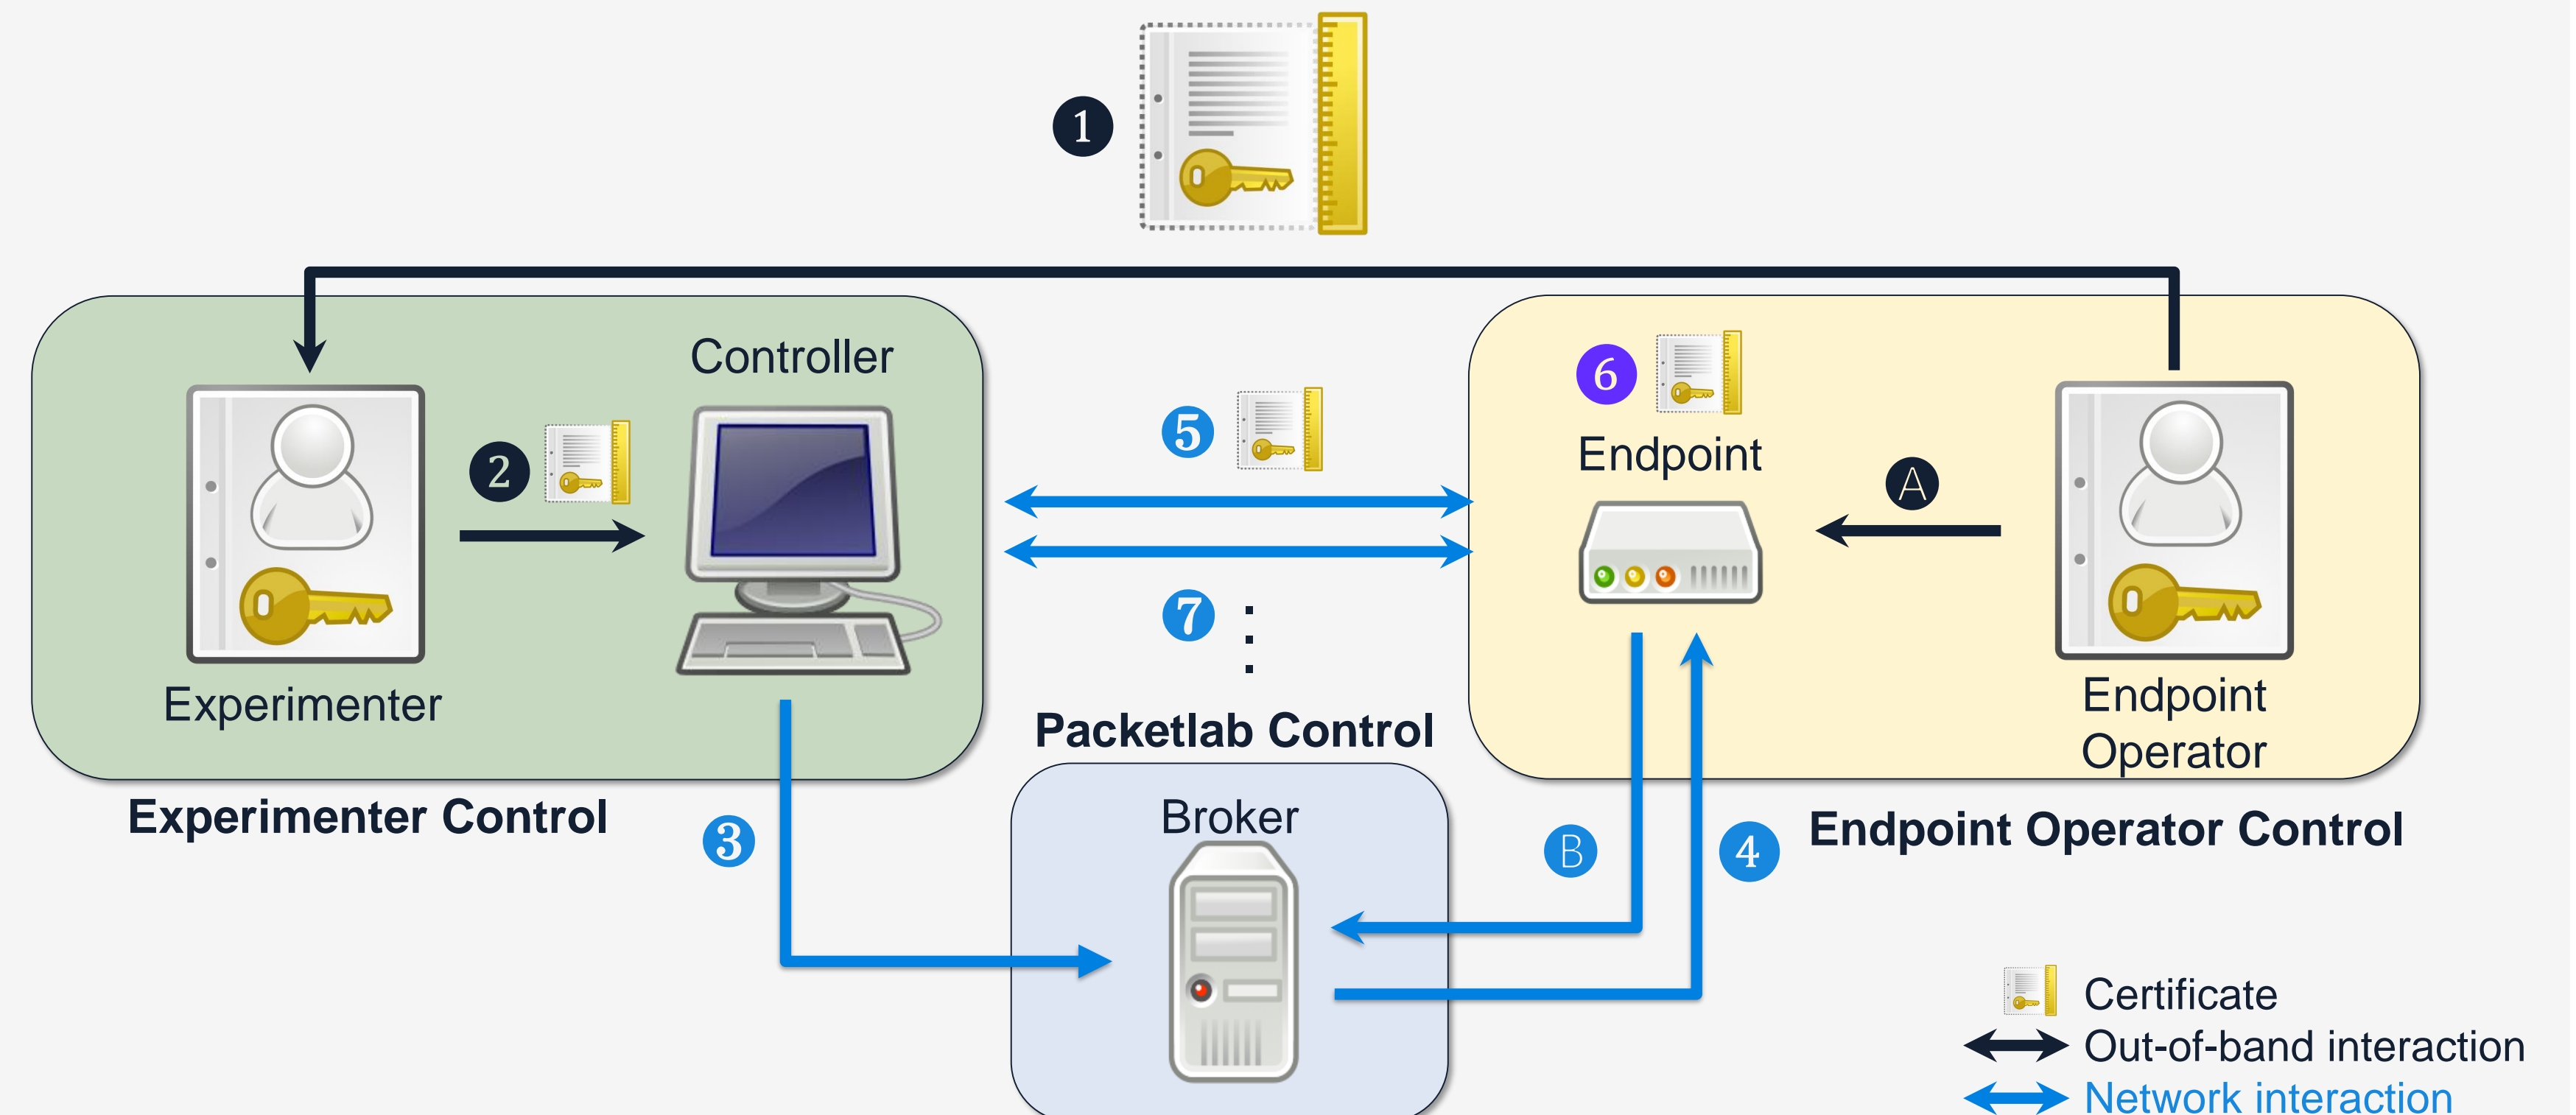 1
Controller
6
5
Endpoint
2
A
7
Experimenter
Endpoint
Operator
Packetlab Control
Experimenter Control
Broker
Endpoint Operator Control
3
B
4
Certificate
Out-of-band interaction
Network interaction